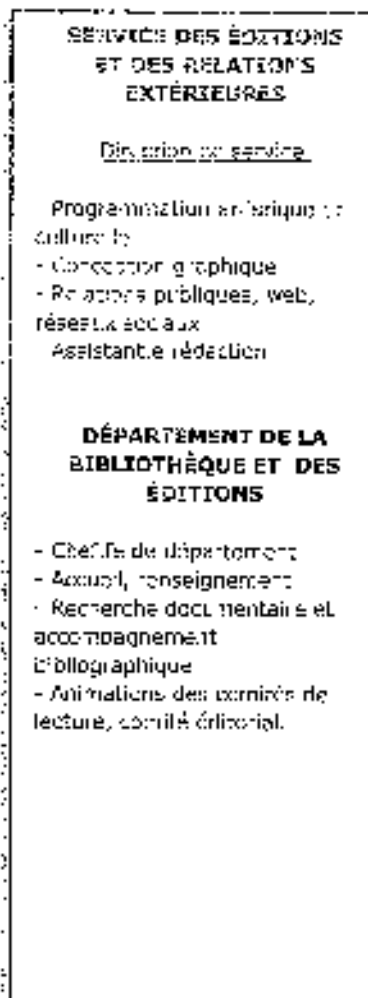 SERVICE DES ÉDITIONS
ET DES RELATIONS
EXTÉRIEURES
Direction de service
Programmation artistique et
culturelle
- Conception graphique
- Relations publiques, web,
réseaux sociaux
Assistant.e rédaction
DÉPARTEMENT DE LA
BIBLIOTHÈQUE ET DES
ÉDITIONS
- Chef.fe de département
- Accueil, renseignement
- Recherche documentaire et
accompagnement
bibliographique
- Animations des comités de
lecture, comité éditorial.